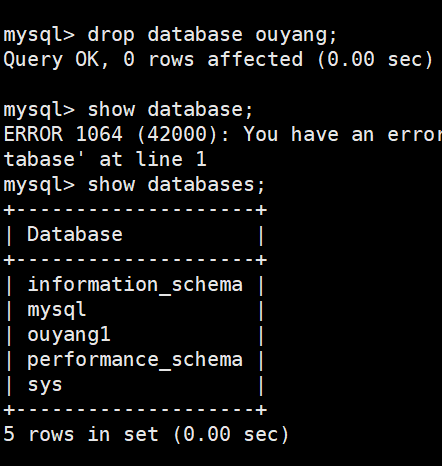 mysql> drop database ouyang;
Query OK, 0 rows affected (0.00 sec)
mysql> show database;
ERROR 1064 (42000): You have an error
tabase' at line 1
mysql> show databases;
+--------------------+
| Database           |
+--------------------+
| information_schema |
| mysql              |
| ouyang1            |
| performance_schema |
| sys                |
+--------------------+
5 rows in set (0.00 sec)